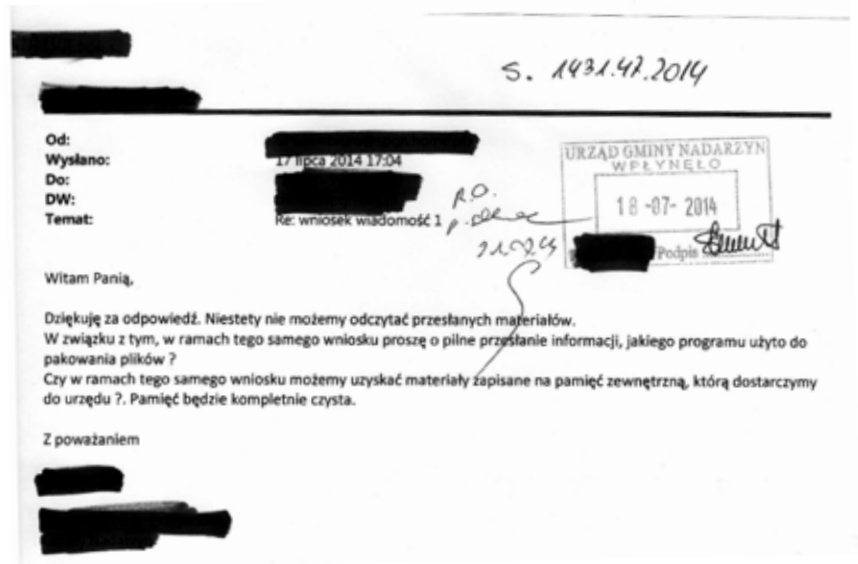 S. 1431.47.2014
Od:
Wysłano: 17 lipca 2014 17:04
Do:
DW:
Temat: Re: wniosek wiadomość 1
URZĄD GMINY NADARZYN
WPŁYNĘŁO
18 -07- 2014
Podpis
P.O.
Witam Panią,
Dziękuję za odpowiedź. Niestety nie możemy odczytać przesłanych materiałów.
W związku z tym, w ramach tego samego wniosku proszę o pilne przesłanie informacji, jakiego programu użyto do
pakowania plików ?
Czy w ramach tego samego wniosku możemy uzyskać materiały zapisane na pamięć zewnętrzną, którą dostarczymy
do urzędu ?. Pamięć będzie kompletnie czysta.
Z poważaniem